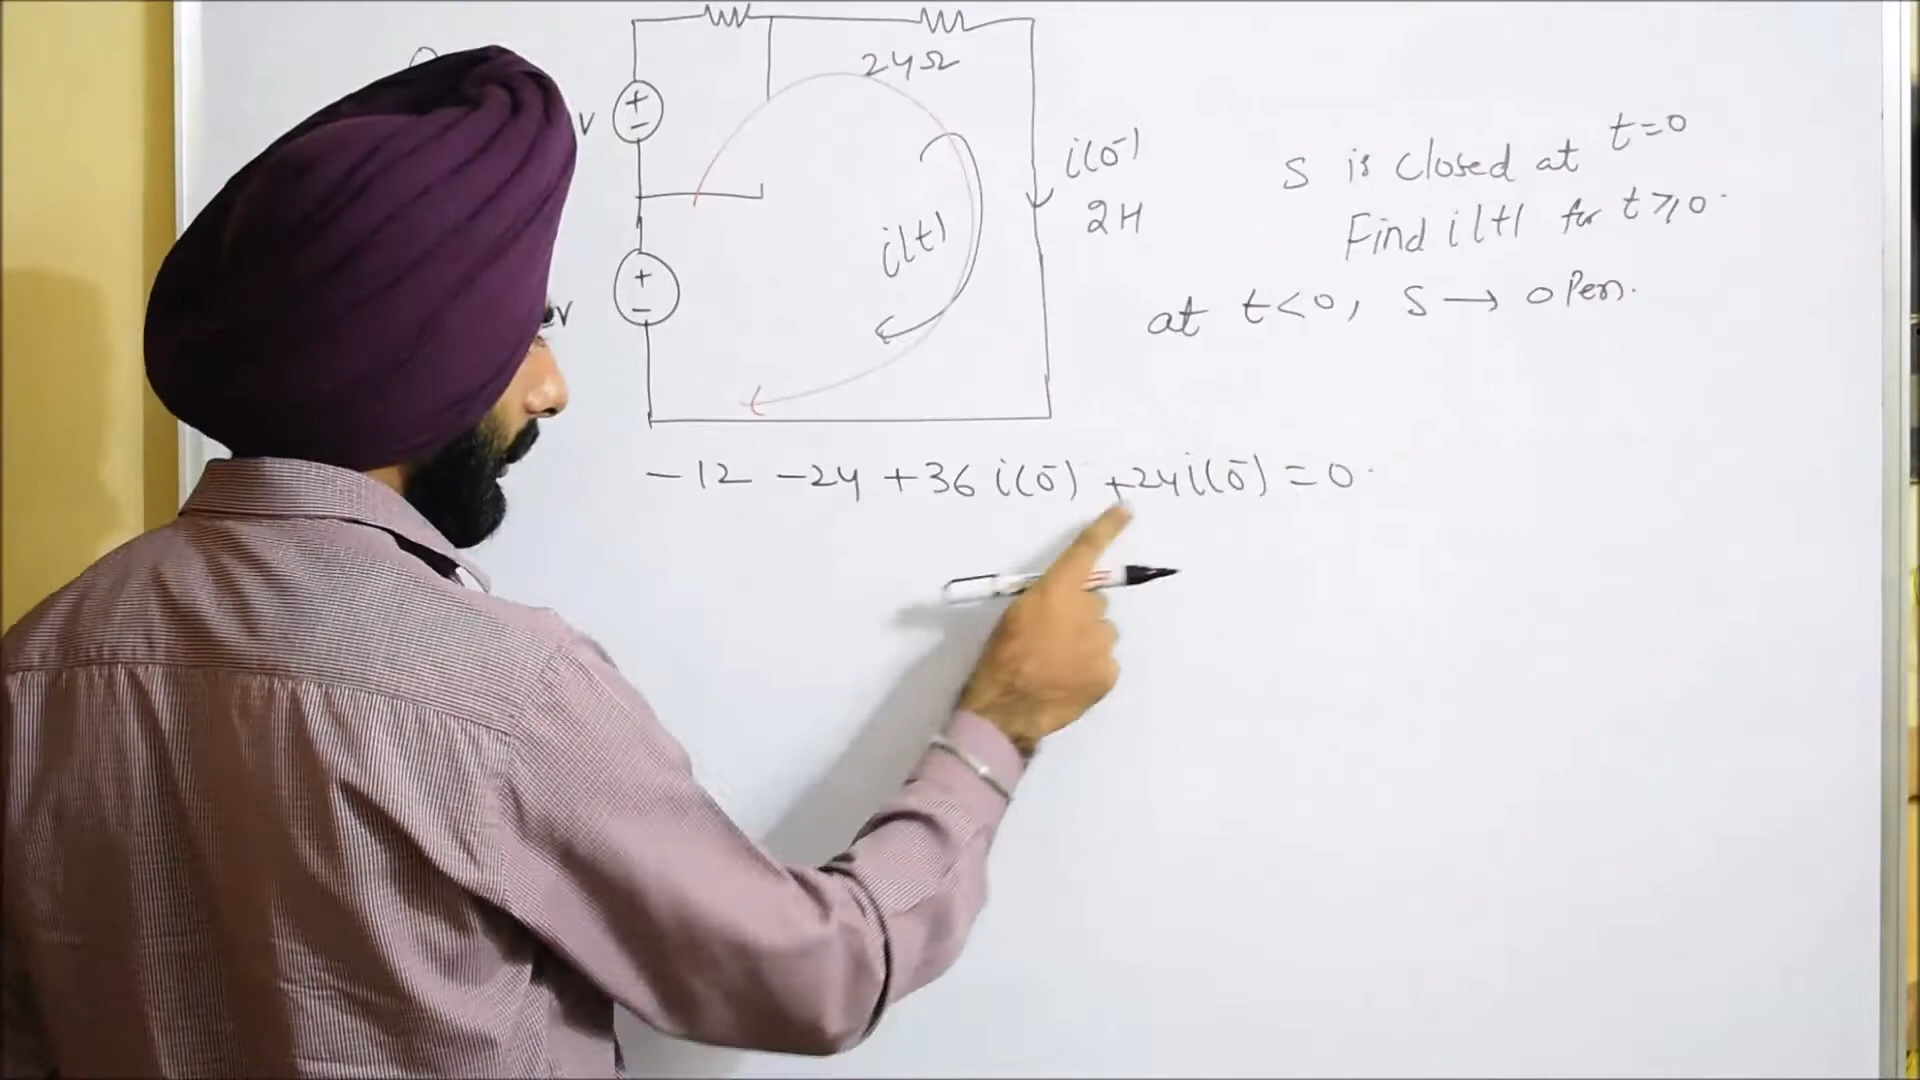 24Ω
+
-
V
i(0⁻)
2H
i(t)
+
-
V
S is closed at t=0
Find i(t) for t⩾0.
at t<0, S → open.
-12 -24 +36 i(0⁻) +24i(0⁻) = 0.